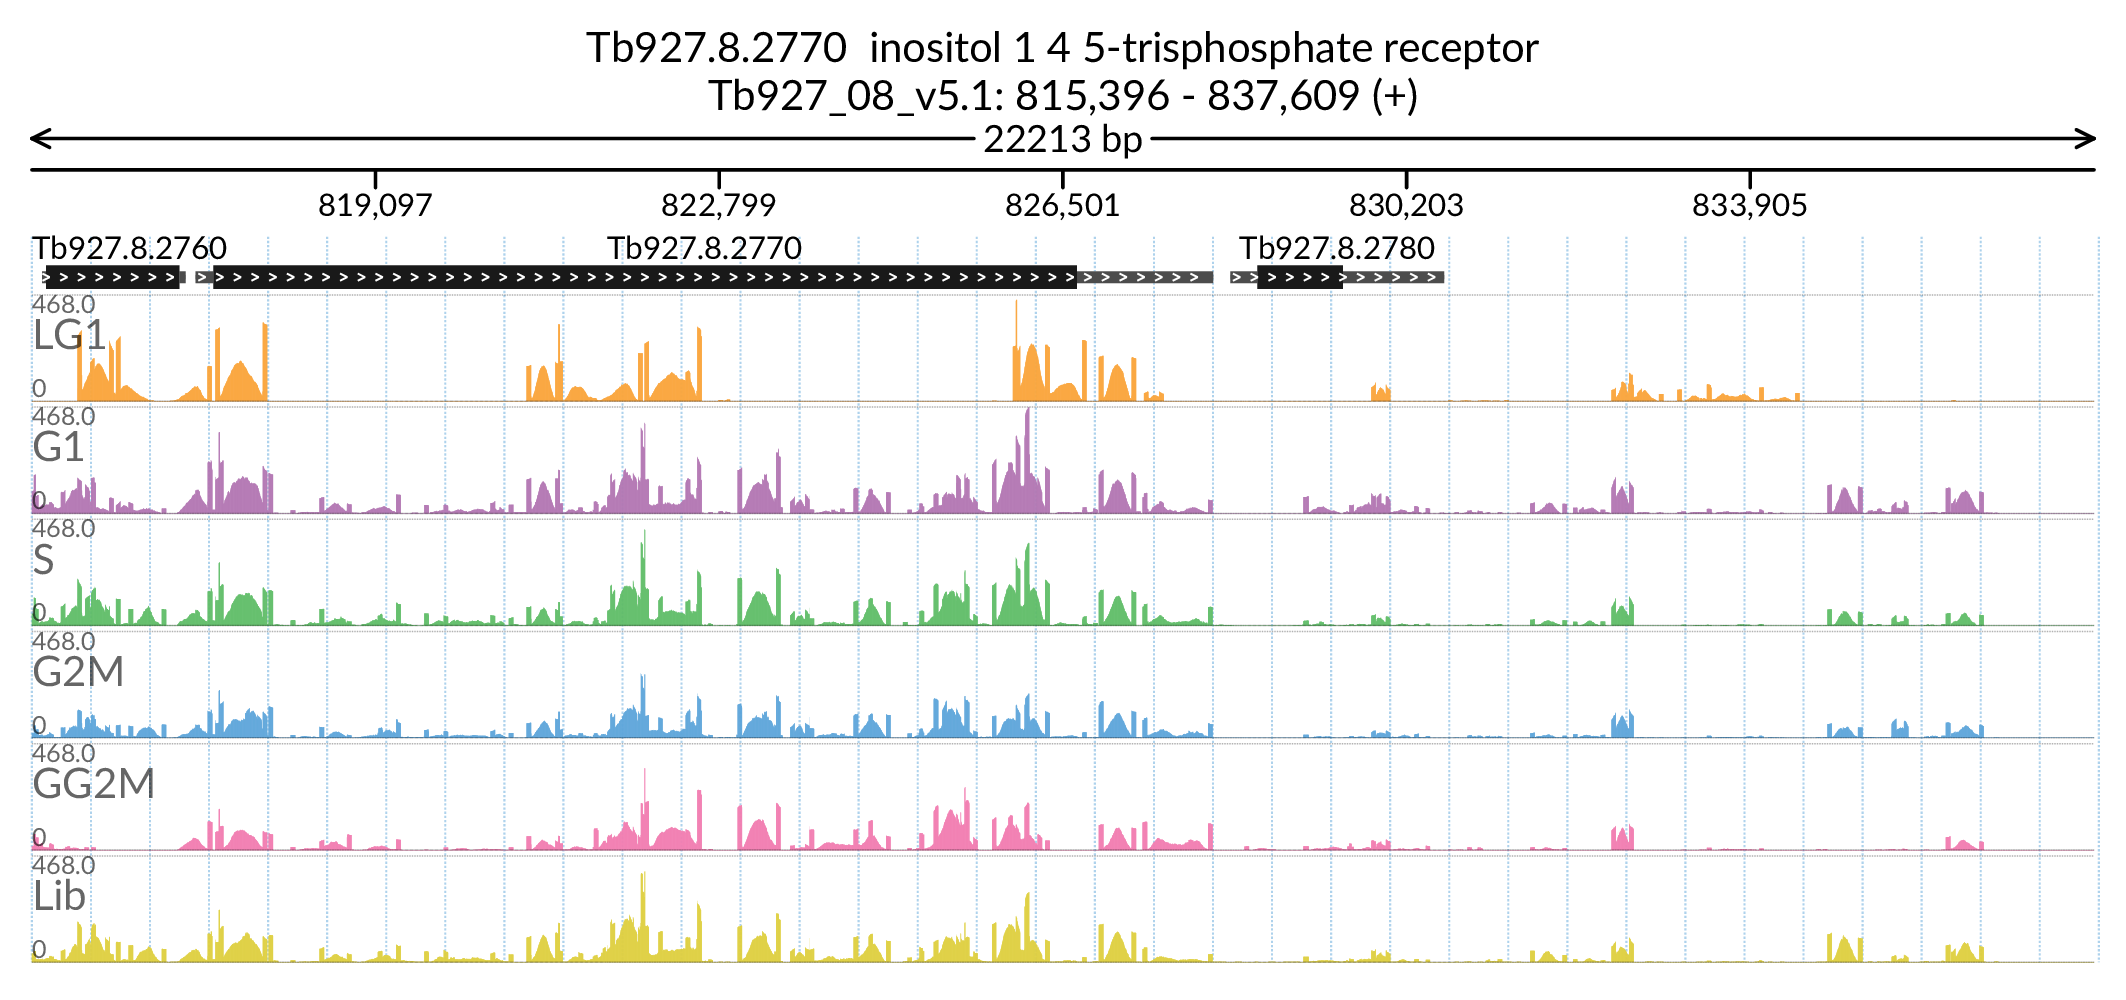 Tb927.8.2770  inositol 1 4 5-trisphosphate receptor
Tb927_08_v5.1: 815,396 - 837,609 (+)
22213 bp
819,097 822,799 826,501 830,203 833,905
Tb927.8.2760 Tb927.8.2770 Tb927.8.2780
468.0
LG1
0
468.0
G1
0
468.0
S
0
468.0
G2M
0
468.0
GG2M
0
468.0
Lib
0